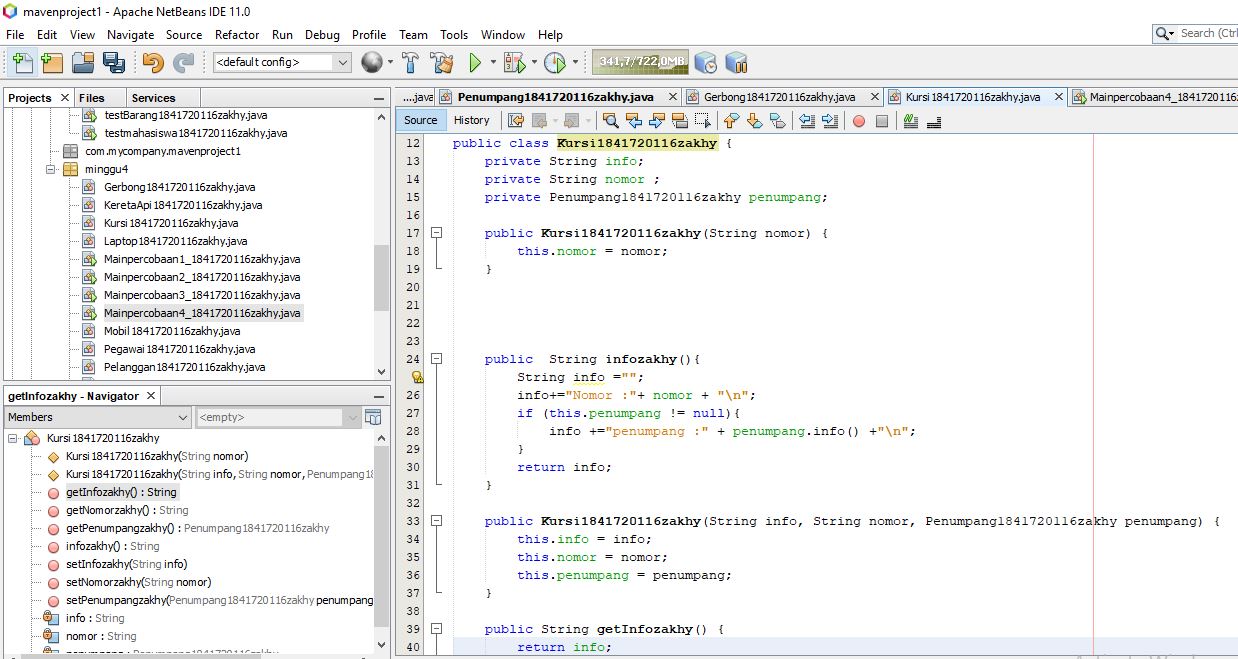 mavenproject1 - Apache NetBeans IDE 11.0
File Edit View Navigate Source Refactor Run Debug Profile Team Tools Window Help
Search (Ctrl
<default config>
341,7/722,0MB
Projects Files Services
testBarang1841720116zakhy.java
testmahasiswa1841720116zakhy.java
com.mycompany.mavenproject1
minggu4
Gerbong1841720116zakhy.java
KeretaApi1841720116zakhy.java
Kursi1841720116zakhy.java
Laptop1841720116zakhy.java
Mainpercobaan1_1841720116zakhy.java
Mainpercobaan2_1841720116zakhy.java
Mainpercobaan3_1841720116zakhy.java
Mainpercobaan4_1841720116zakhy.java
Mobil1841720116zakhy.java
Pegawai1841720116zakhy.java
Pelanggan1841720116zakhy.java
getInfozakhy - Navigator
Members <empty>
Kursi1841720116zakhy
Kursi1841720116zakhy(String nomor)
Kursi1841720116zakhy(String info, String nomor, Penumpang18
getInfozakhy() : String
getNomorzakhy() : String
getPenumpangzakhy() : Penumpang1841720116zakhy
infozakhy() : String
setInfozakhy(String info)
setNomorzakhy(String nomor)
setPenumpangzakhy(Penumpang1841720116zakhy penumpang
info : String
nomor : String
...java Penumpang1841720116zakhy.java Gerbong1841720116zakhy.java Kursi1841720116zakhy.java Mainpercobaan4_1841720116
Source History
12 public class Kursi1841720116zakhy {
13 private String info;
14 private String nomor ;
15 private Penumpang1841720116zakhy penumpang;
16
17 public Kursi1841720116zakhy(String nomor) {
18 this.nomor = nomor;
19 }
20
21
22
23
24 public  String infozakhy(){
String info ="";
26 info+="Nomor :"+ nomor + "\n";
27 if (this.penumpang != null){
28 info +="penumpang :" + penumpang.info() +"\n";
29 }
30 return info;
31 }
32
33 public Kursi1841720116zakhy(String info, String nomor, Penumpang1841720116zakhy penumpang) {
34 this.info = info;
35 this.nomor = nomor;
36 this.penumpang = penumpang;
37 }
38
39 public String getInfozakhy() {
40 return info;